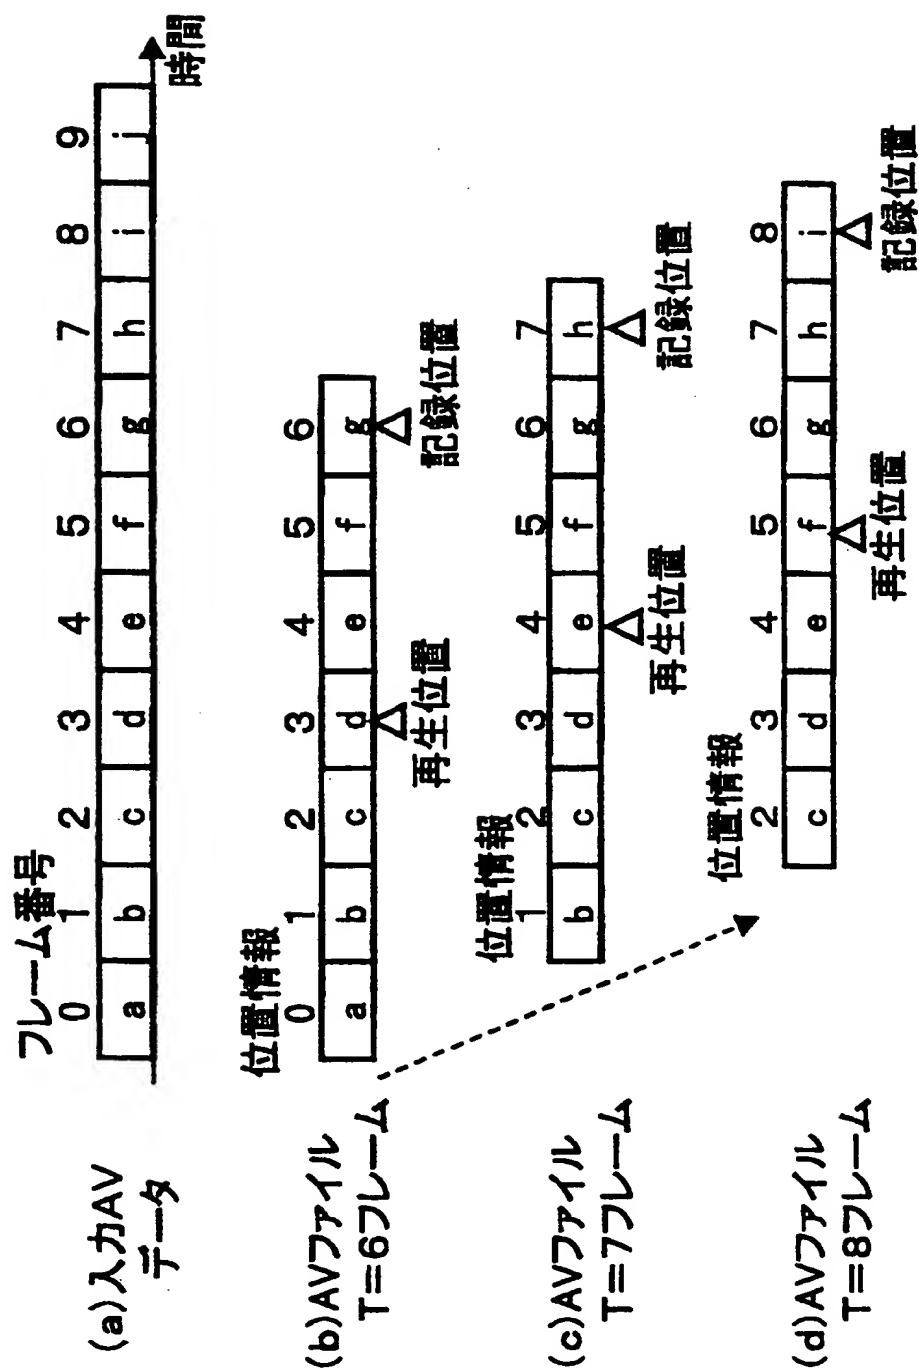 フレーム番号
0 1 2 3 4 5 6 7 8 9
(a)入力AV
データ
a b c d e f g h i j
時間
位置情報
0 1 2 3 4 5 6
(b)AVファイル
T=6フレーム
a b c d e f g
再生位置 記録位置
位置情報
1 2 3 4 5 6 7
(c)AVファイル
T=7フレーム
b c d e f g h
再生位置 記録位置
位置情報
2 3 4 5 6 7 8
(d)AVファイル
T=8フレーム
c d e f g h i
再生位置 記録位置